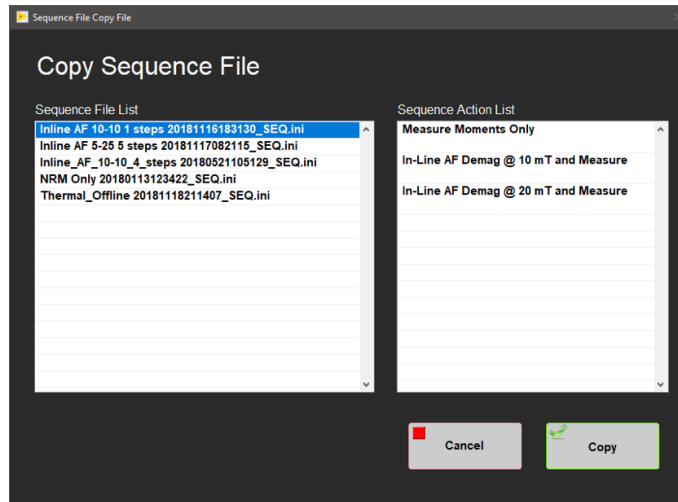 Sequence File Copy File
Copy Sequence File
Sequence File List
Inline AF 10-10 1 steps 20181116183130_SEQ.ini
Inline AF 5-25 5 steps 20181117082115_SEQ.ini
Inline_AF_10-10_4_steps 20180521105129_SEQ.ini
NRM Only 20180113123422_SEQ.ini
Thermal_Offline 20181118211407_SEQ.ini
Sequence Action List
Measure Moments Only
In-Line AF Demag @ 10 mT and Measure
In-Line AF Demag @ 20 mT and Measure
Cancel
Copy